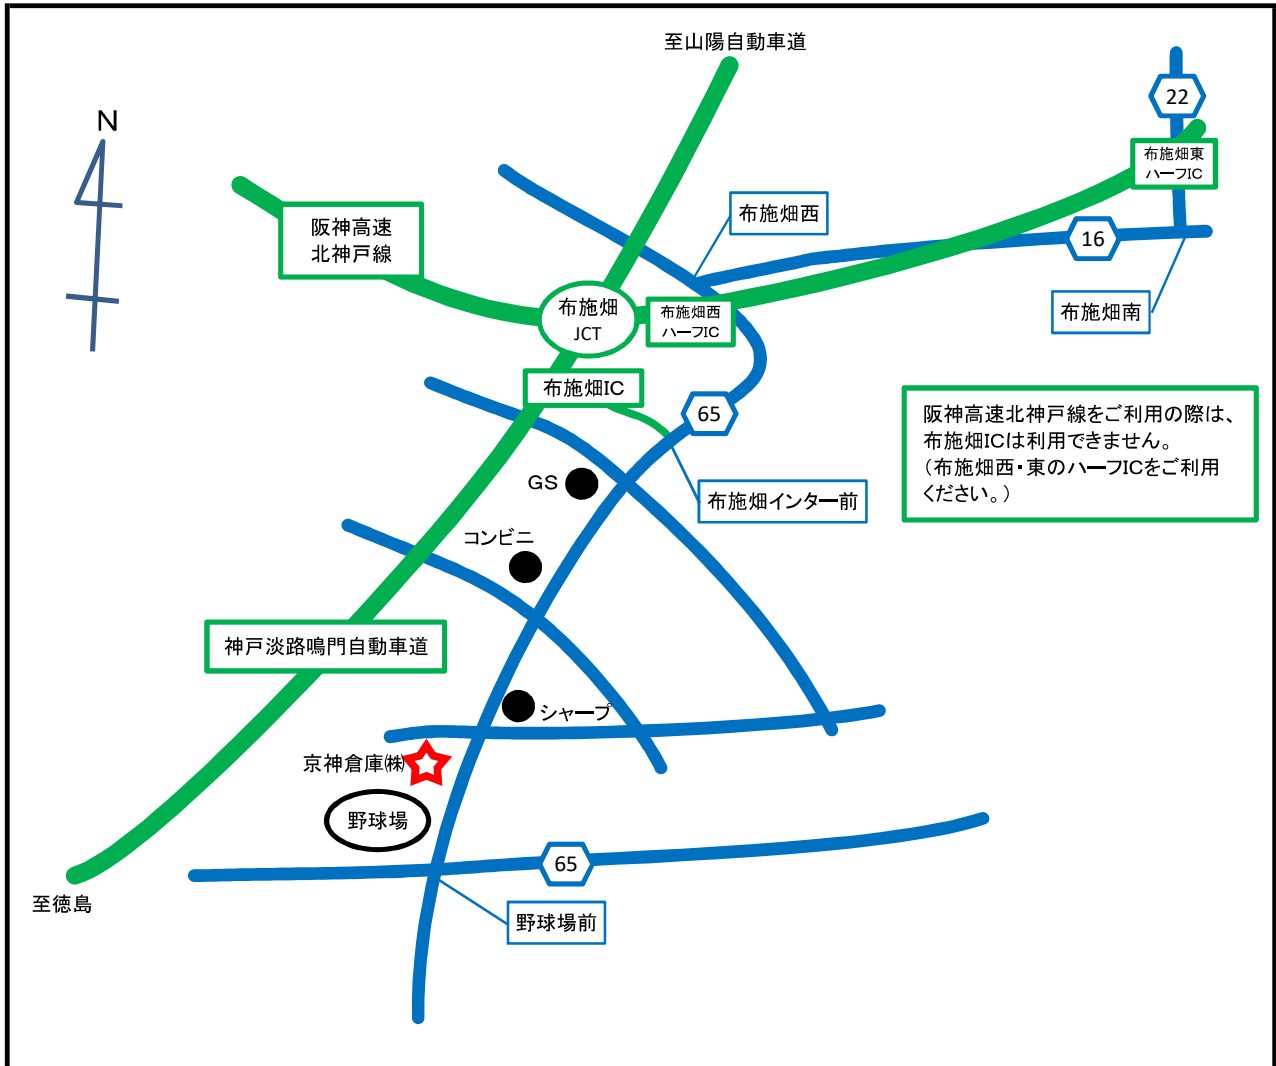 至山陽自動車道
22
N
布施畑東
ハーフIC
布施畑西
阪神高速
北神戸線
16
布施畑
JCT
布施畑西
ハーフIC
布施畑南
布施畑IC
65
阪神高速北神戸線をご利用の際は、
布施畑ICは利用できません。
（布施畑西・東のハーフICをご利用
ください。）
GS
布施畑インター前
コンビニ
神戸淡路鳴門自動車道
シャープ
京神倉庫㈱
野球場
65
至徳島
野球場前